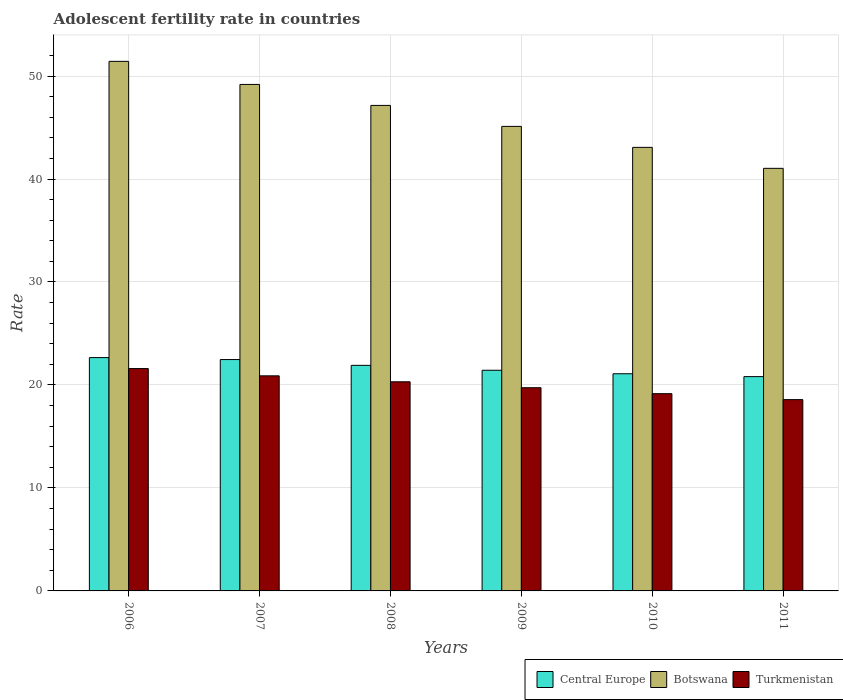 Adolescent fertility rate in countries
Rate
50
40
30
20
10
0
2006
2007
2008
2009
2010
2011
Years
Central Europe
Botswana
Turkmenistan